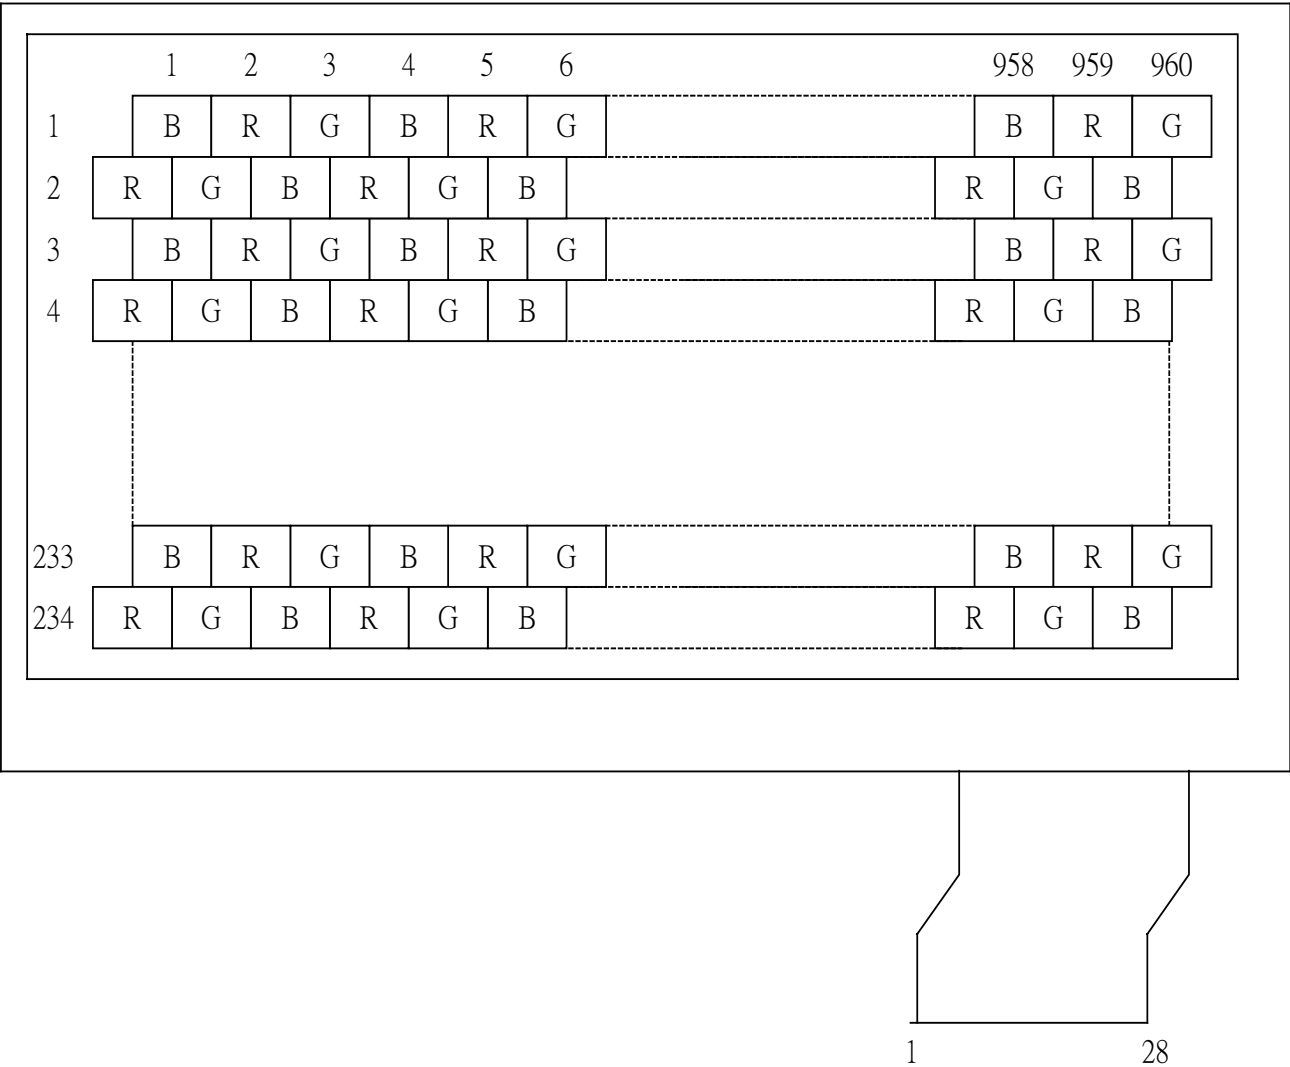 1 2 3 4 5 6 958 959 960
1 B R G B R G B R G
2 R G B R G B R G B
3 B R G B R G B R G
4 R G B R G B R G B
233 B R G B R G B R G
234 R G B R G B R G B
1 28